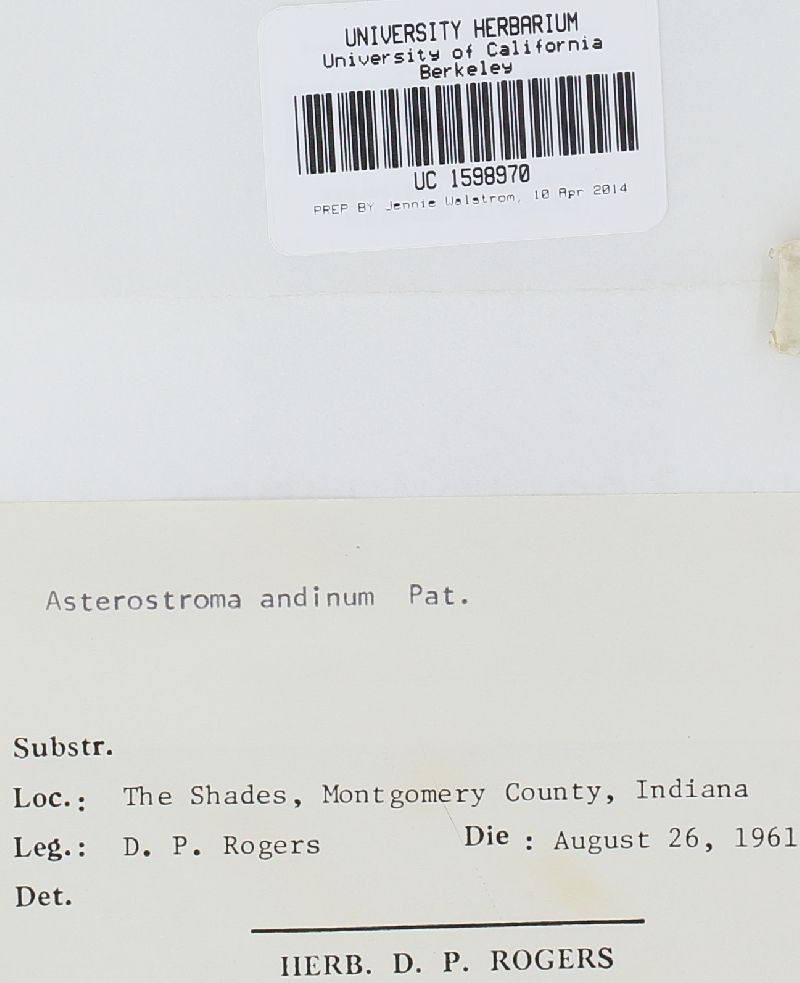 UNIVERSITY HERBARIUM
University of California
Berkeley
UC 1598970
PREP BY Jennie Walstrom, 10 Apr 2014
Asterostroma andinum Pat.
Substr.
Loc.: The Shades, Montgomery County, Indiana
Leg.: D. P. Rogers Die : August 26, 1961
Det.
HERB. D. P. ROGERS